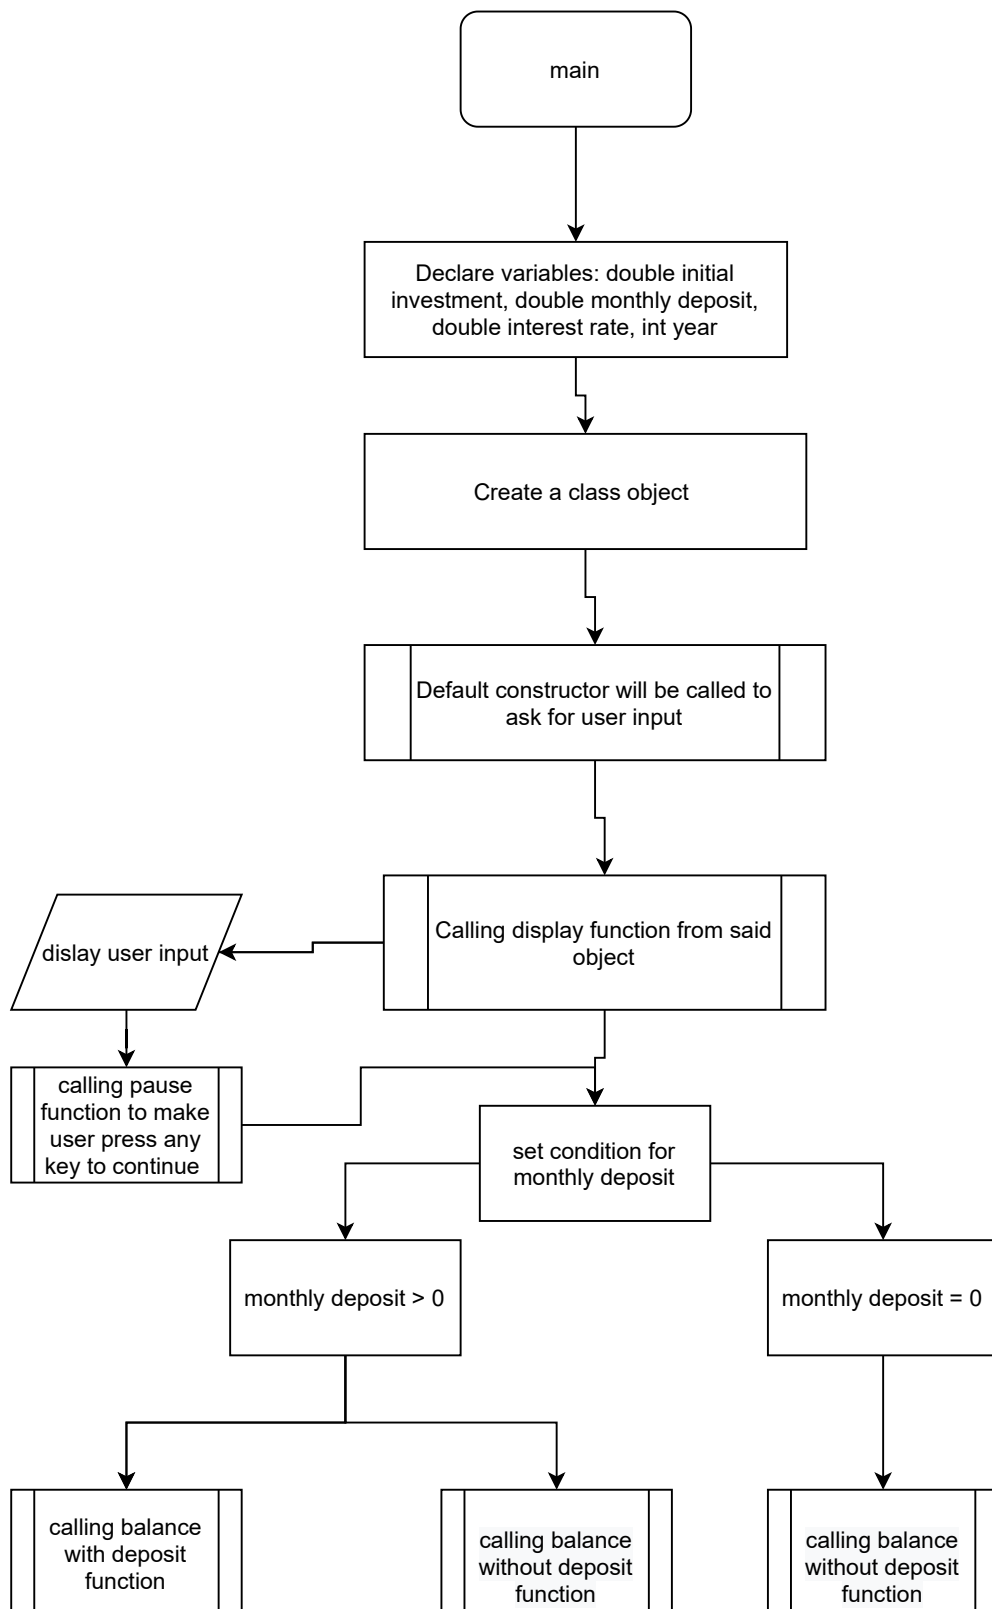 main
Declare variables: double initial
investment, double monthly deposit,
double interest rate, int year
Create a class object
Default constructor will be called to
ask for user input
Calling display function from said
object
dislay user input
calling pause
function to make
user press any
key to continue
set condition for
monthly deposit
monthly deposit > 0
monthly deposit = 0
calling balance
with deposit
function
calling balance
without deposit
function
calling balance
without deposit
function